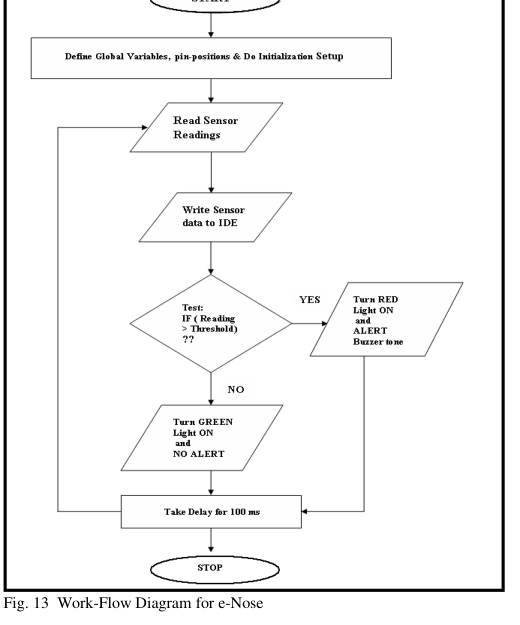 START
Define Global Variables, pin-positions & Do Initialization Setup
Read Sensor
Readings
Write Sensor
data to IDE
Test:
IF ( Reading
> Threshold)
??
YES
Turn RED
Light ON
and
ALERT
Buzzer tone
NO
Turn GREEN
Light ON
and
NO ALERT
Take Delay for 100 ms
STOP
Fig. 13 Work-Flow Diagram for e-Nose